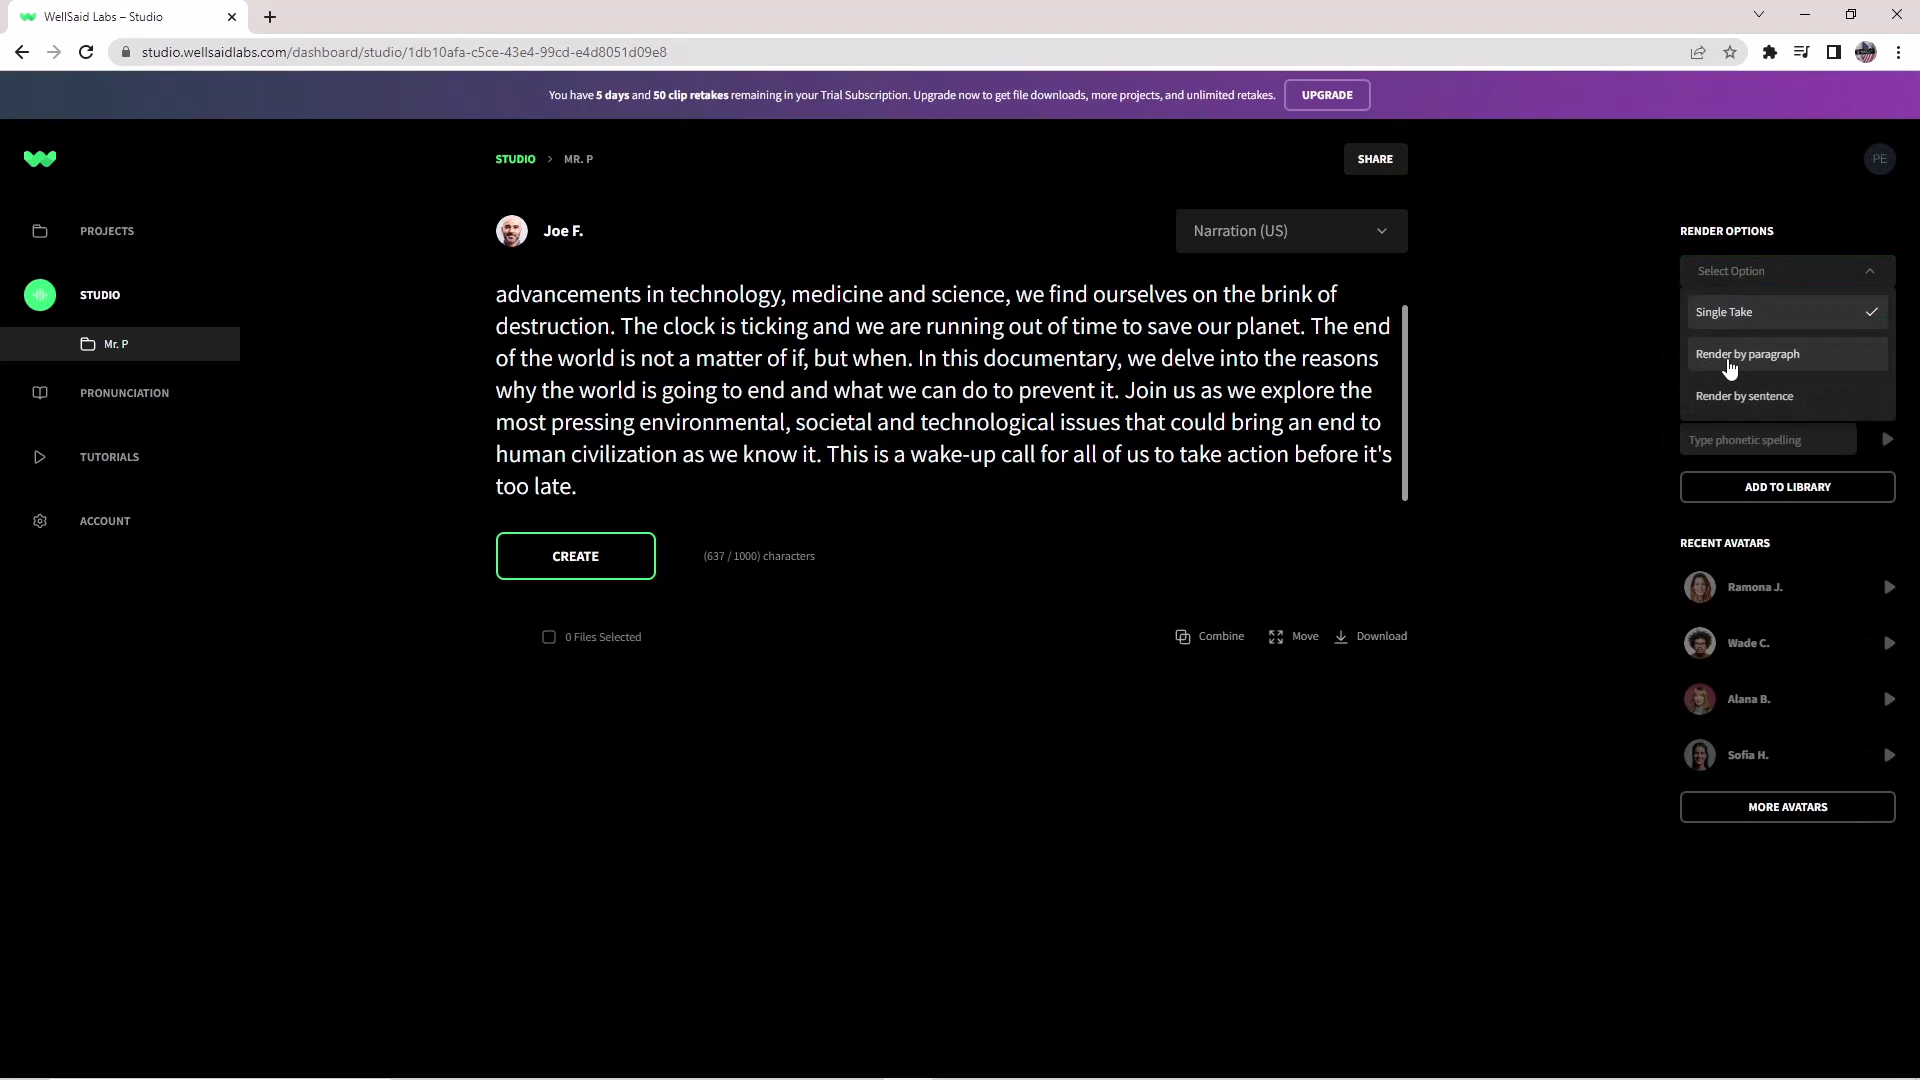 WellSaid Labs – Studio
studio.wellsaidlabs.com/dashboard/studio/1db10afa-c5ce-43e4-99cd-e4d8051d09e8
You have 5 days and 50 clip retakes remaining in your Trial Subscription. Upgrade now to get file downloads, more projects, and unlimited retakes.
UPGRADE
STUDIO > MR. P
SHARE
PE
PROJECTS
STUDIO
Mr. P
PRONUNCIATION
TUTORIALS
ACCOUNT
Joe F.
Narration (US)
advancements in technology, medicine and science, we find ourselves on the brink of
destruction. The clock is ticking and we are running out of time to save our planet. The end
of the world is not a matter of if, but when. In this documentary, we delve into the reasons
why the world is going to end and what we can do to prevent it. Join us as we explore the
most pressing environmental, societal and technological issues that could bring an end to
human civilization as we know it. This is a wake-up call for all of us to take action before it's
too late.
CREATE
(637 / 1000) characters
0 Files Selected
Combine
Move
Download
RENDER OPTIONS
Select Option
Single Take
Render by paragraph
Render by sentence
Type phonetic spelling
ADD TO LIBRARY
RECENT AVATARS
Ramona J.
Wade C.
Alana B.
Sofia H.
MORE AVATARS